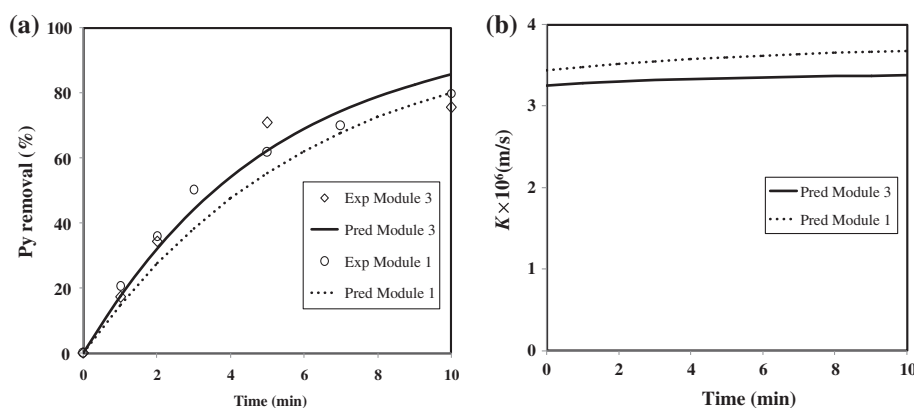 (a)
100
80
60
40
20
0
Py removal (%)
0 2 4 6 8 10
Time (min)
Exp Module 3
Pred Module 3
Exp Module 1
Pred Module 1
(b)
4
3
2
1
0
K×10⁶(m/s)
0 2 4 6 8 10
Time (min)
Pred Module 3
Pred Module 1